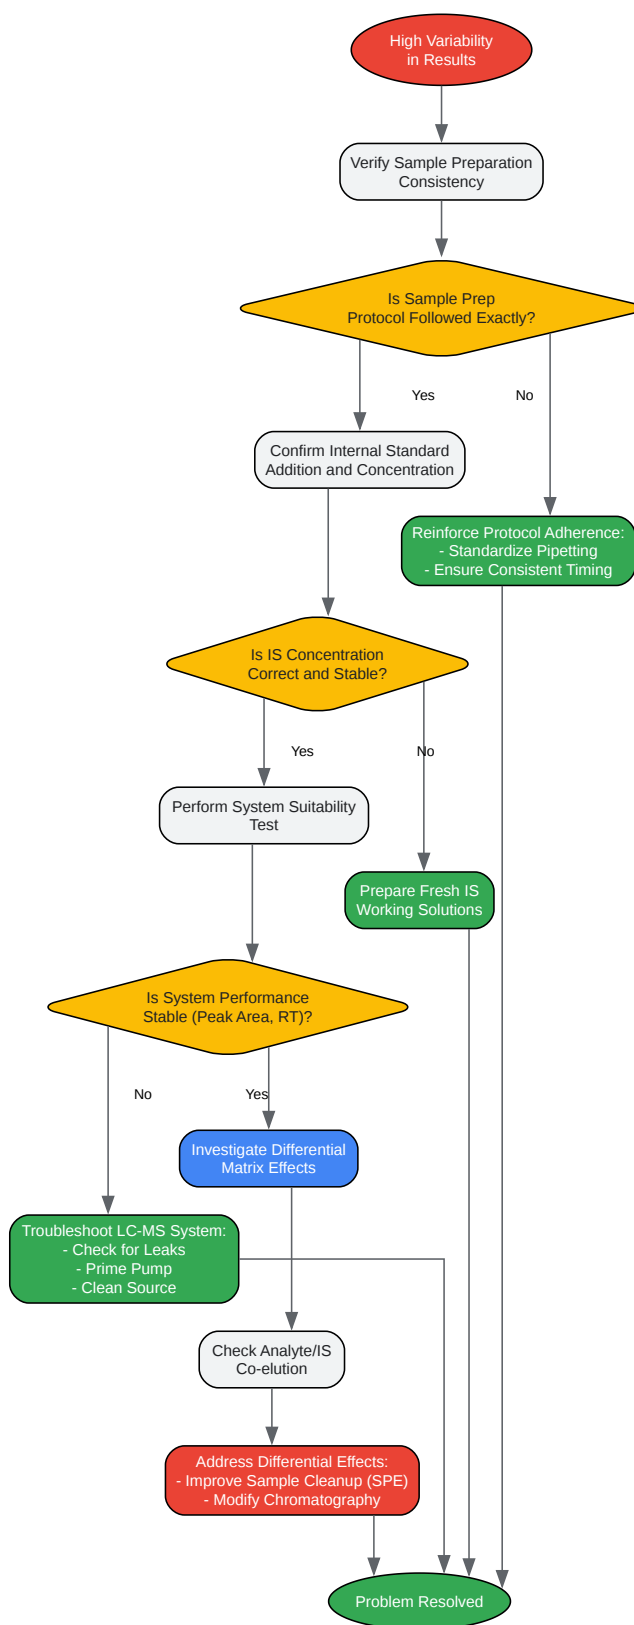 High Variability
in Results
Verify Sample Preparation
Consistency
Is Sample Prep
Protocol Followed Exactly?
Yes
No
Confirm Internal Standard
Addition and Concentration
Reinforce Protocol Adherence:
- Standardize Pipetting
- Ensure Consistent Timing
Is IS Concentration
Correct and Stable?
Yes
No
Perform System Suitability
Test
Prepare Fresh IS
Working Solutions
Is System Performance
Stable (Peak Area, RT)?
No
Yes
Investigate Differential
Matrix Effects
Troubleshoot LC-MS System:
- Check for Leaks
- Prime Pump
- Clean Source
Check Analyte/IS
Co-elution
Address Differential Effects:
- Improve Sample Cleanup (SPE)
- Modify Chromatography
Problem Resolved